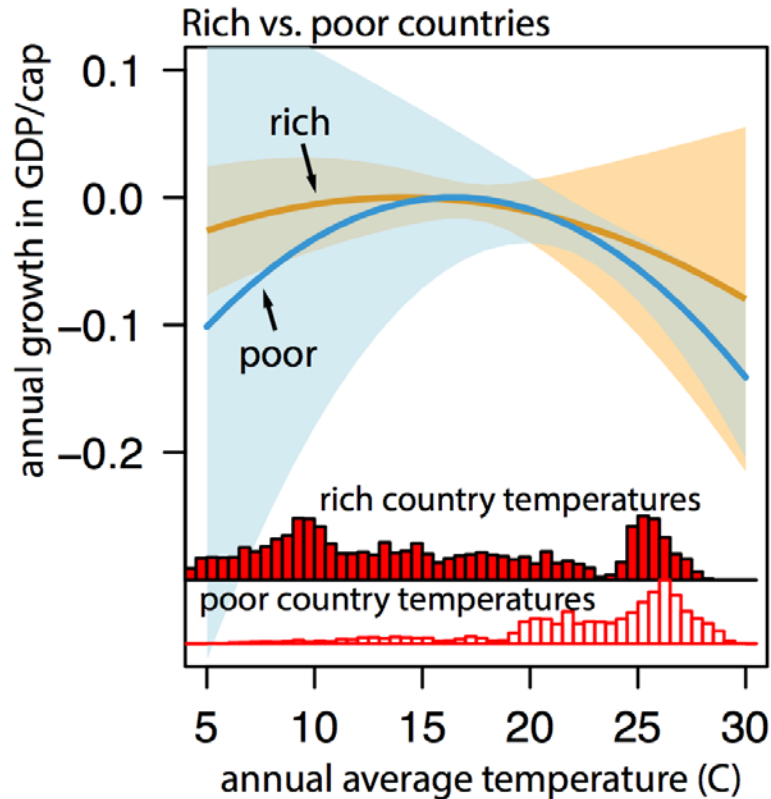 Rich vs. poor countries
annual growth in GDP/cap
0.1
0.0
−0.1
−0.2
rich
poor
rich country temperatures
poor country temperatures
5 10 15 20 25 30
annual average temperature (C)